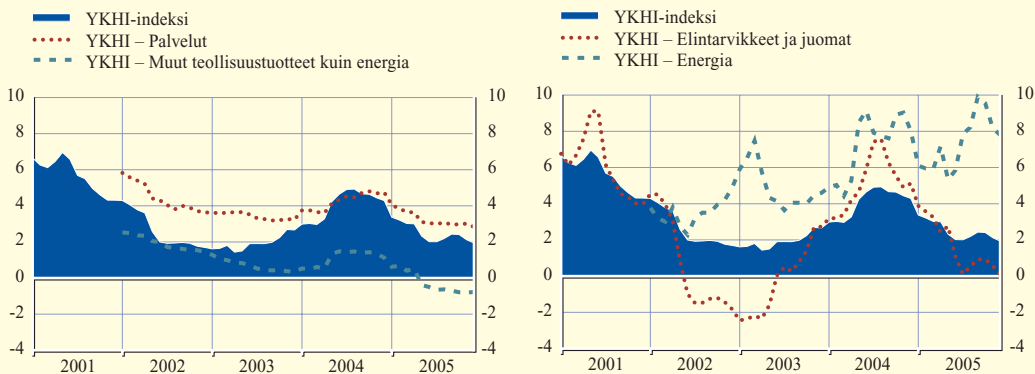 YKHI-indeksi
YKHI – Palvelut
YKHI – Muut teollisuustuotteet kuin energia
10 10
8 8
6 6
4 4
2 2
0 0
-2 -2
-4 -4
2001 2002 2003 2004 2005
YKHI-indeksi
YKHI – Elintarvikkeet ja juomat
YKHI – Energia
10 10
8 8
6 6
4 4
2 2
0 0
-2 -2
-4 -4
2001 2002 2003 2004 2005